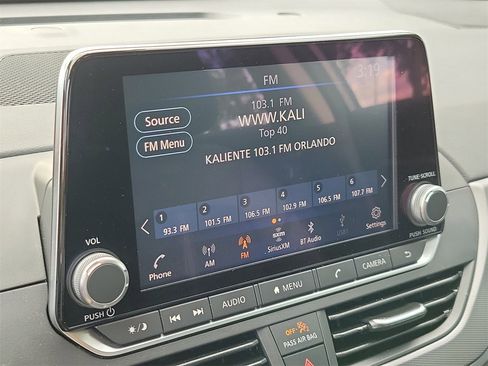 FM
3:19
103.1 FM
Source
WWW.KALI
Top 40
FM Menu
KALIENTE 103.1 FM ORLANDO
TUNE·SCROLL
1 2 3 4 5 6
93.3 FM 101.5 FM 106.5 FM 102.9 FM 106.5 FM 107.7 FM
VOL
Phone AM FM SiriusXM BT Audio USB1 Settings
sxm
PUSH SOUND
PUSH
AUDIO MENU CAMERA
OFF
PASS AIR BAG